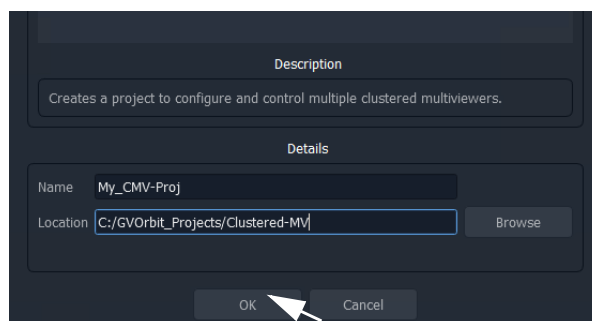 Description
Creates a project to configure and control multiple clustered multiviewers.
Details
Name My_CMV-Proj
Location C:/GVOrbit_Projects/Clustered-MV Browse
OK Cancel